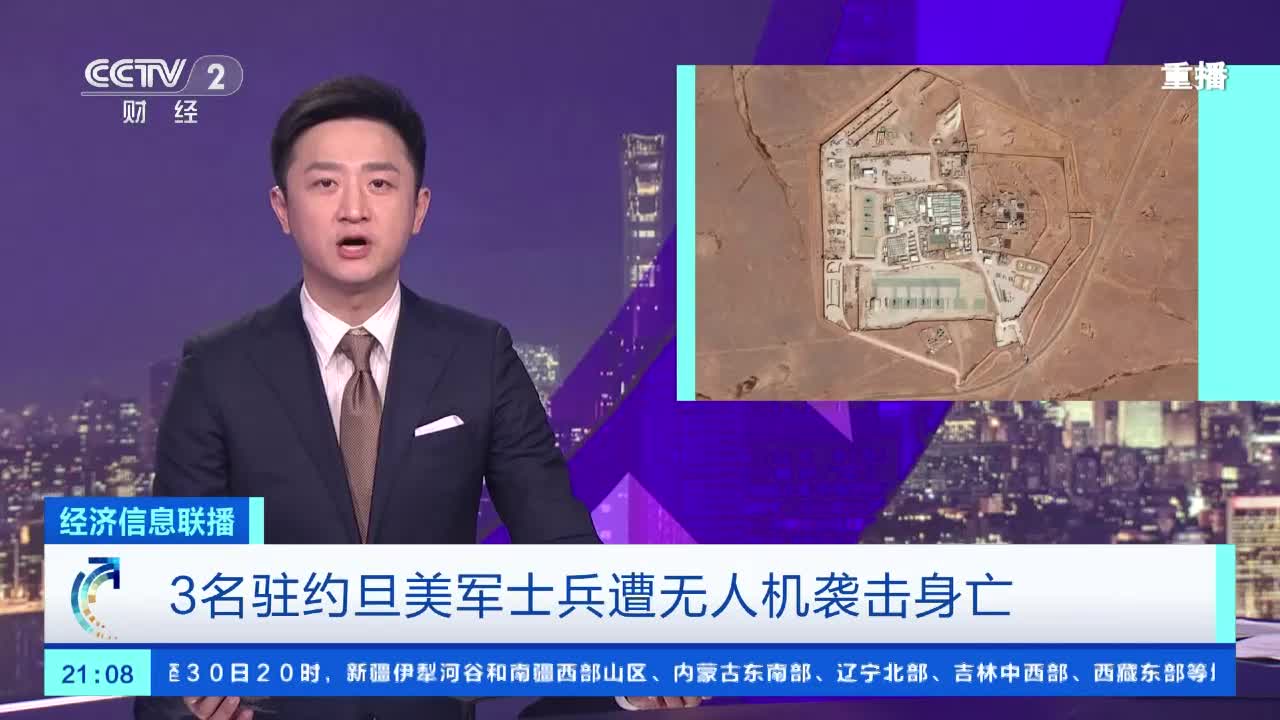 CCTV 2
财 经
重播
经济信息联播
3名驻约旦美军士兵遭无人机袭击身亡
21:08
至30日20时，新疆伊犁河谷和南疆西部山区、内蒙古东南部、辽宁北部、吉林中西部、西藏东部等地